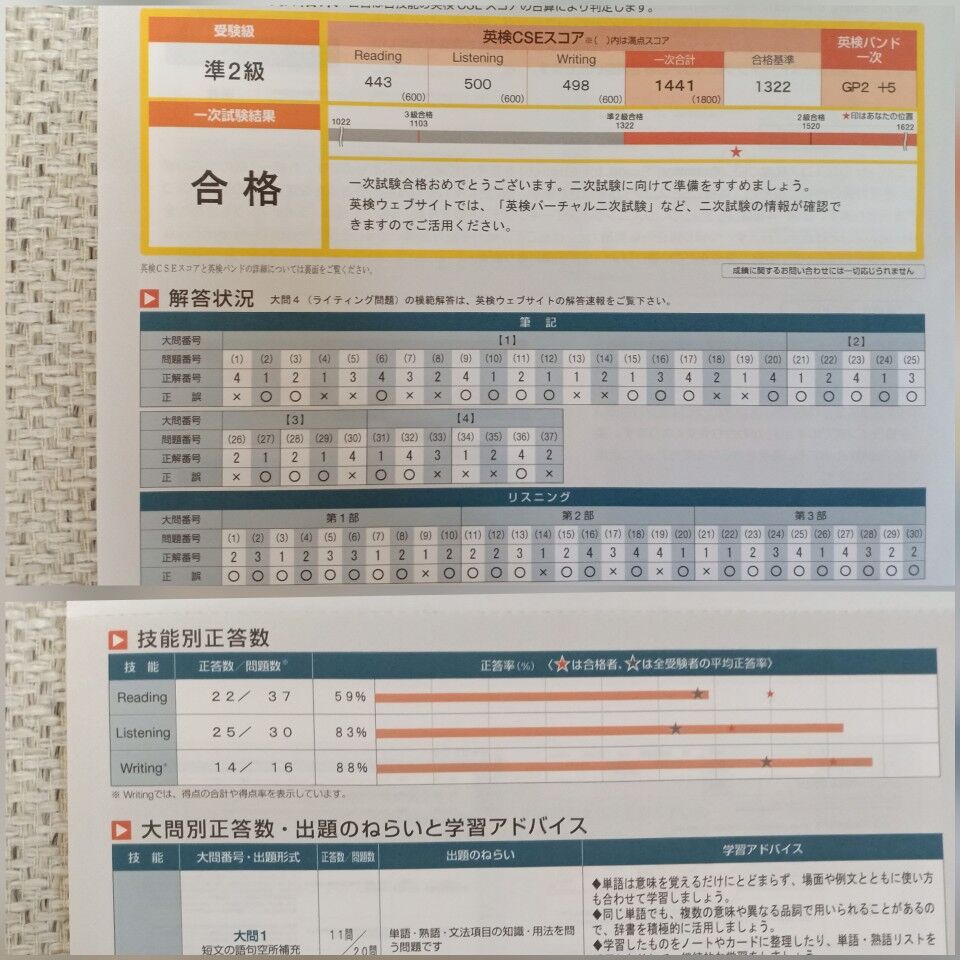 受験級
準2級
一次試験結果
合格
英検CSEスコア※( )内は満点スコア
英検バンド
一次
Reading Listening Writing 一次合計 合格基準
443 500 498 1441 1322 GP2 +5
(600) (600) (600) (1800)
3級合格 準2級合格 2級合格 ★印はあなたの位置
1022 1103 1322 1520 1622
★
一次試験合格おめでとうございます。二次試験に向けて準備をすすめましょう。
英検ウェブサイトでは、「英検バーチャル二次試験」など、二次試験の情報が確認で
きますのでご活用ください。
英検CSEスコアと英検バンドの詳細については裏面をご覧ください。
成績に関するお問い合わせには一切応じられません
解答状況 大問4（ライティング問題）の模範解答は、英検ウェブサイトの解答速報をご覧下さい。
筆 記
大問番号 【1】 【2】
問題番号 (1) (2) (3) (4) (5) (6) (7) (8) (9) (10) (11) (12) (13) (14) (15) (16) (17) (18) (19) (20) (21) (22) (23) (24) (25)
正解番号 4 1 2 1 3 4 3 2 4 1 2 1 1 2 1 3 4 2 1 4 1 2 4 1 3
正 誤 × ○ ○ × × ○ × × ○ ○ ○ ○ × × ○ ○ ○ × × ○ ○ ○ ○ ○ ○
大問番号 【3】 【4】
問題番号 (26) (27) (28) (29) (30) (31) (32) (33) (34) (35) (36) (37)
正解番号 2 1 2 1 4 1 4 3 1 2 4 2
正 誤 × ○ ○ ○ × ○ ○ × × × ○ ×
リスニング
大問番号 第1部 第2部 第3部
問題番号 (1) (2) (3) (4) (5) (6) (7) (8) (9) (10) (11) (12) (13) (14) (15) (16) (17) (18) (19) (20) (21) (22) (23) (24) (25) (26) (27) (28) (29) (30)
正解番号 2 3 1 2 3 3 1 2 1 2 2 2 3 1 2 4 3 4 4 1 1 1 2 3 4 1 4 3 2 2
正 誤 ○ ○ ○ ○ ○ ○ ○ ○ × ○ ○ ○ ○ × ○ ○ × ○ × ○ × ○ ○ ○ ○ ○ ○ ○ ○ ○
技能別正答数
技 能 正答数／問題数※ 正答率(%) 〈★は合格者、☆は全受験者の平均正答率〉
Reading 22／ 37 59%
Listening 25／ 30 83%
Writing※ 14／ 16 88%
※ Writingでは、得点の合計や得点率を表示しています。
大問別正答数・出題のねらいと学習アドバイス
技 能 大問番号・出題形式 正答数／問題数 出題のねらい 学習アドバイス
大問1
短文の語句空所補充
11問／
／20問
単語・熟語・文法項目の知識・用法を問
う問題です
◆単語は意味を覚えるだけにとどまらず、場面や例文とともに使い方
も合わせて学習しましょう。
◆同じ単語でも、複数の意味や異なる品詞で用いられることがあるの
で、辞書を積極的に活用しましょう。
◆学習したものをノートやカードに整理したり、単語・熟語リストを